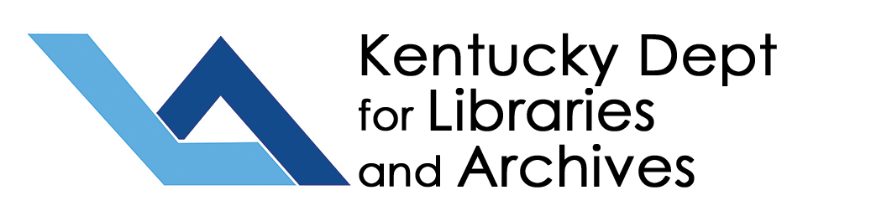 Kentucky Dept
for Libraries
and Archives